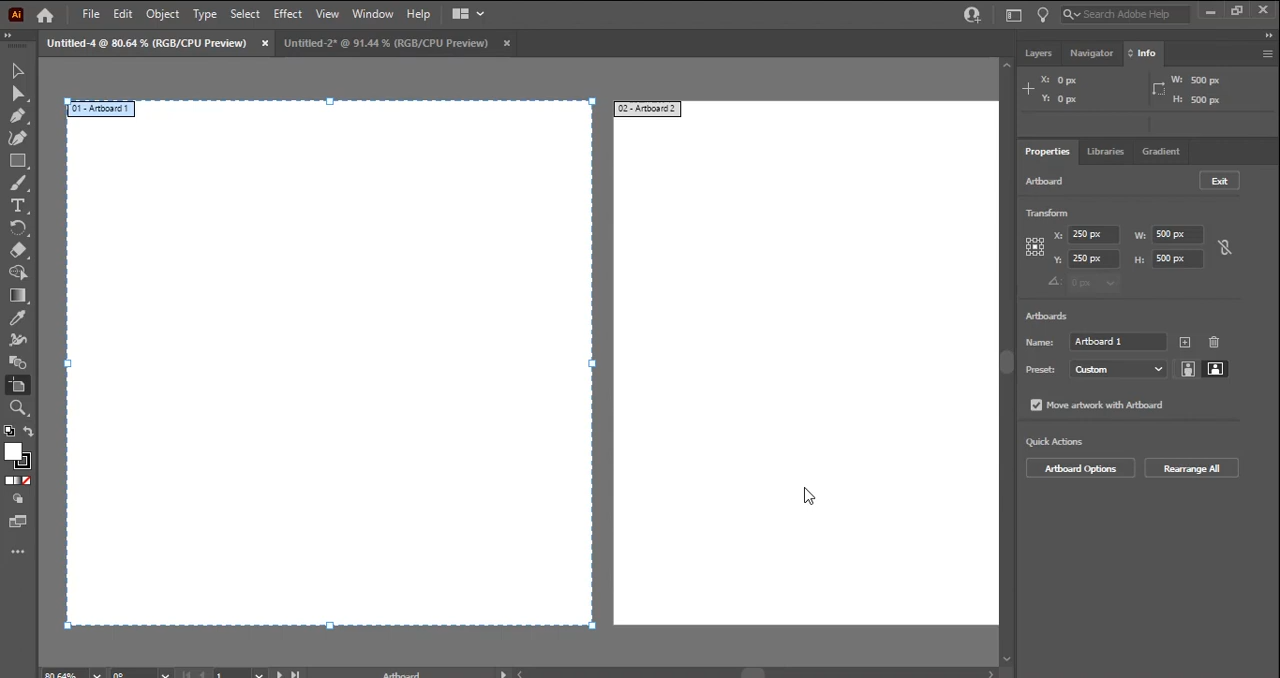 Ai File Edit Object Type Select Effect View Window Help Search Adobe Help
Untitled-4 @ 80.64 % (RGB/CPU Preview) × Untitled-2* @ 91.44 % (RGB/CPU Preview) ×
01 - Artboard 1
02 - Artboard 2
Layers Navigator Info
X: 0 px W: 500 px
Y: 0 px H: 500 px
Properties Libraries Gradient
Artboard Exit
Transform
X: 250 px W: 500 px
Y: 250 px H: 500 px
0 px
Artboards
Name: Artboard 1
Preset: Custom
Move artwork with Artboard
Quick Actions
Artboard Options Rearrange All
80.64% 0° 1 Artboard